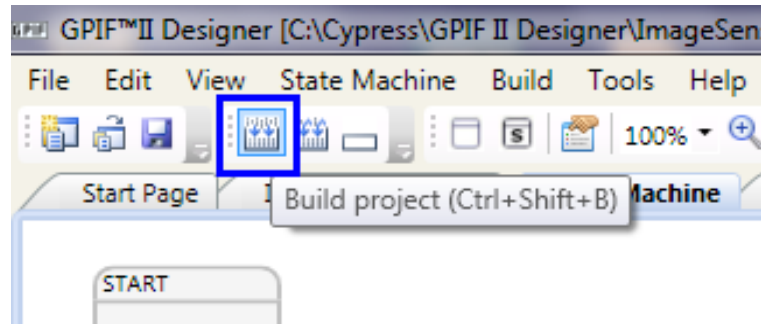 GPIF™II Designer [C:\Cypress\GPIF II Designer\ImageSen
File Edit View State Machine Build Tools Help
S 100%
Start Page Machine
Build project (Ctrl+Shift+B)
START